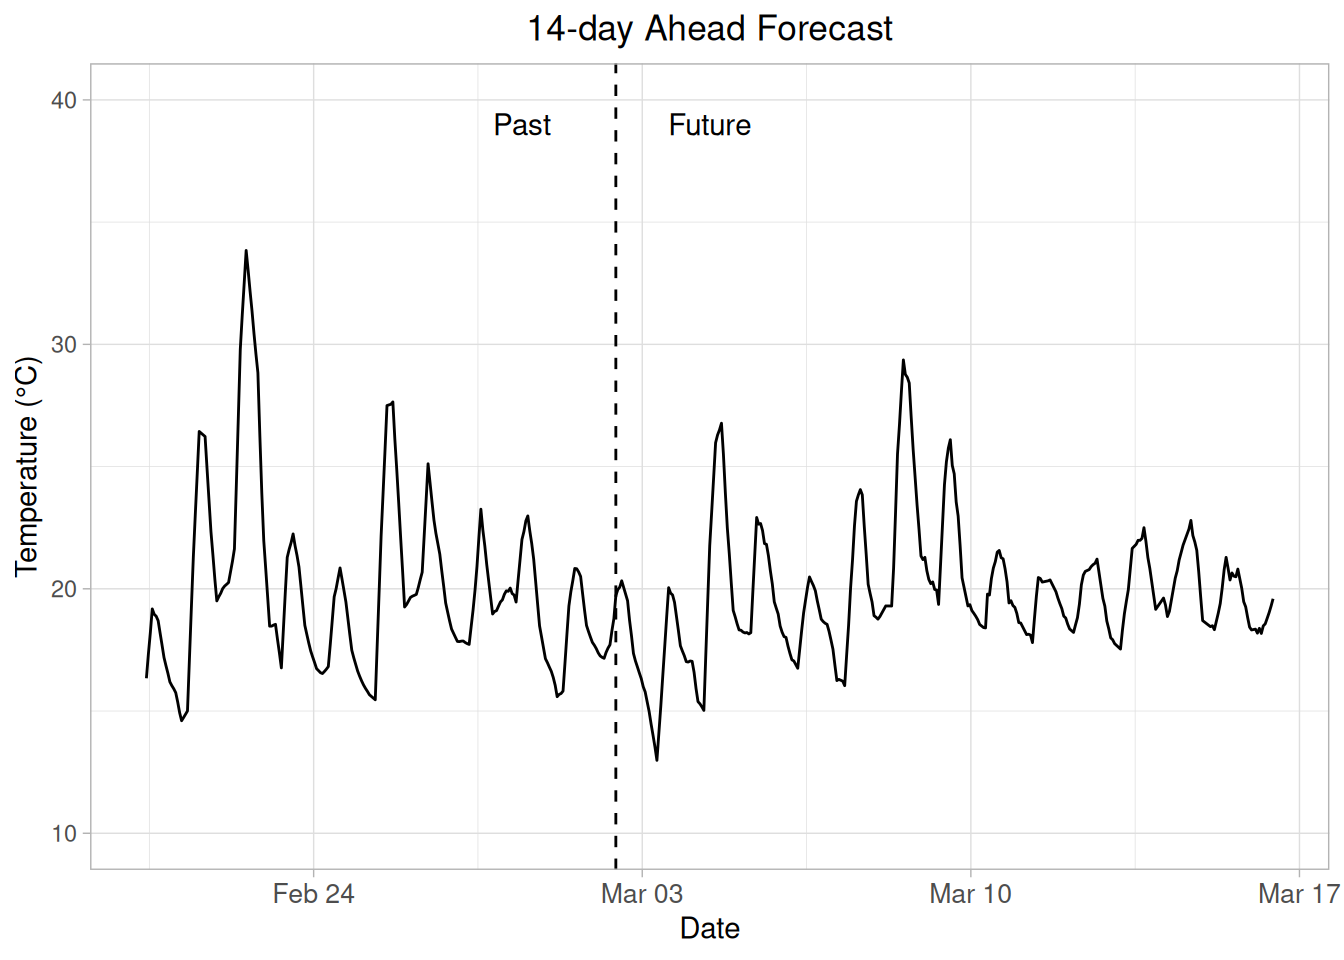 14-day Ahead Forecast
Past
Future
Temperature (°C)
40
30
20
10
Feb 24
Mar 03
Mar 10
Mar 17
Date